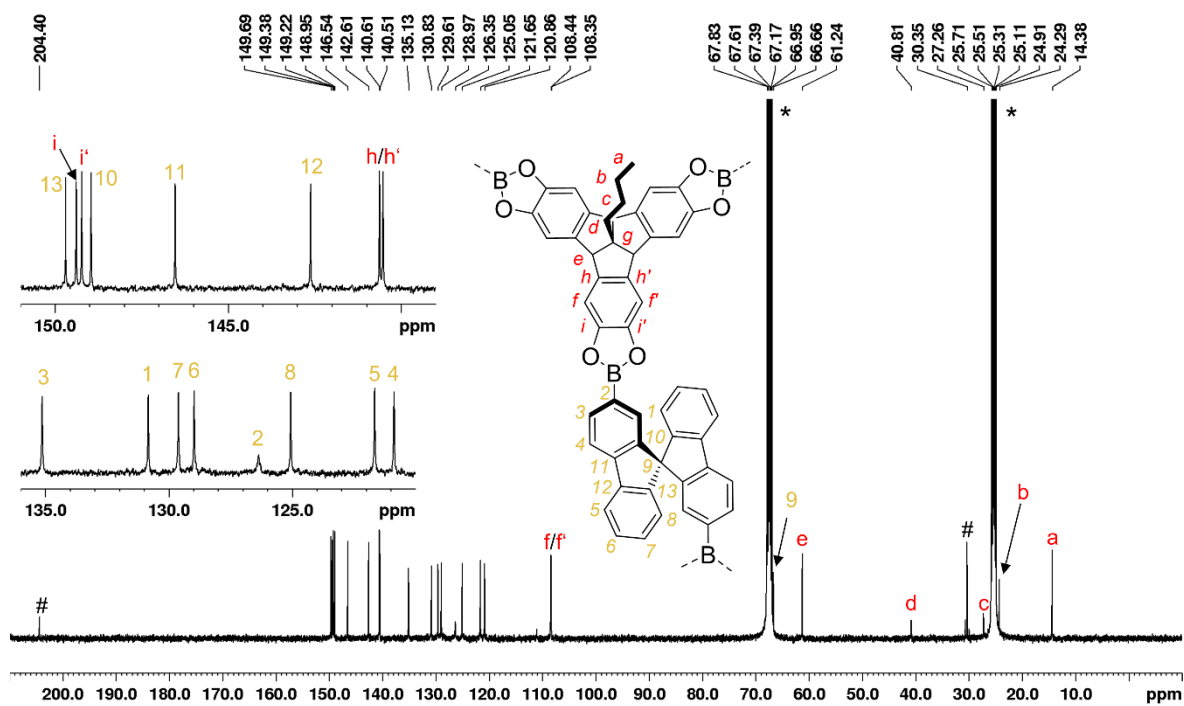 204.40 149.69 149.38 149.22 148.95 146.54 142.61 140.61 140.51 135.13 130.83 129.61 128.97 126.35 125.05 121.65 120.86 108.44 108.35 67.83 67.61 67.39 67.17 66.95 66.66 61.24 40.81 30.35 27.26 25.71 25.51 25.31 25.11 24.91 24.29 14.38
* *
i
13 i' 10 11 12 h/h'
150.0 145.0 ppm
3 1 7 6 2 8 5 4
135.0 130.0 125.0 ppm
a
b
c
d
g
e
h h'
f f'
i i'
O B O
O B O
O O
B
2
3 1
4 10
9
11
12 13
5 8
6 7
B
# f/f' 9 e d # c b a
200.0 190.0 180.0 170.0 160.0 150.0 140.0 130.0 120.0 110.0 100.0 90.0 80.0 70.0 60.0 50.0 40.0 30.0 20.0 10.0 ppm